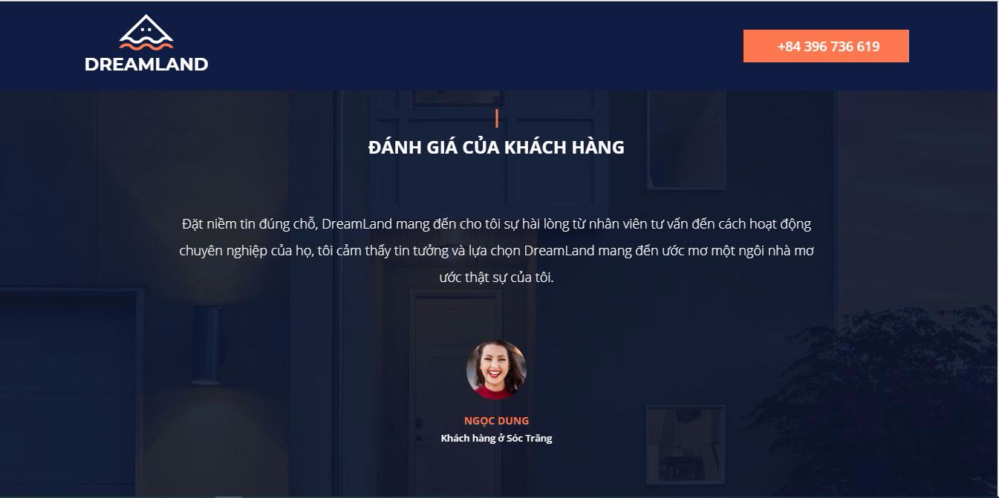 DREAMLAND
+84 396 736 619
ĐÁNH GIÁ CỦA KHÁCH HÀNG
Đặt niềm tin đúng chỗ, DreamLand mang đến cho tôi sự hài lòng từ nhân viên tư vấn đến cách hoạt động
chuyên nghiệp của họ, tôi cảm thấy tin tưởng và lựa chọn DreamLand mang đến ước mơ một ngôi nhà mơ
ước thật sự của tôi.
NGỌC DUNG
Khách hàng ở Sóc Trăng